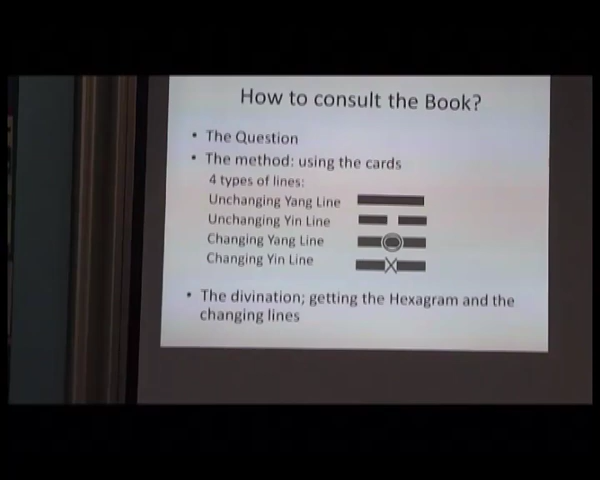 How to consult the Book?
• The Question
• The method: using the cards
4 types of lines:
Unchanging Yang Line
Unchanging Yin Line
Changing Yang Line
Changing Yin Line
• The divination; getting the Hexagram and the
changing lines